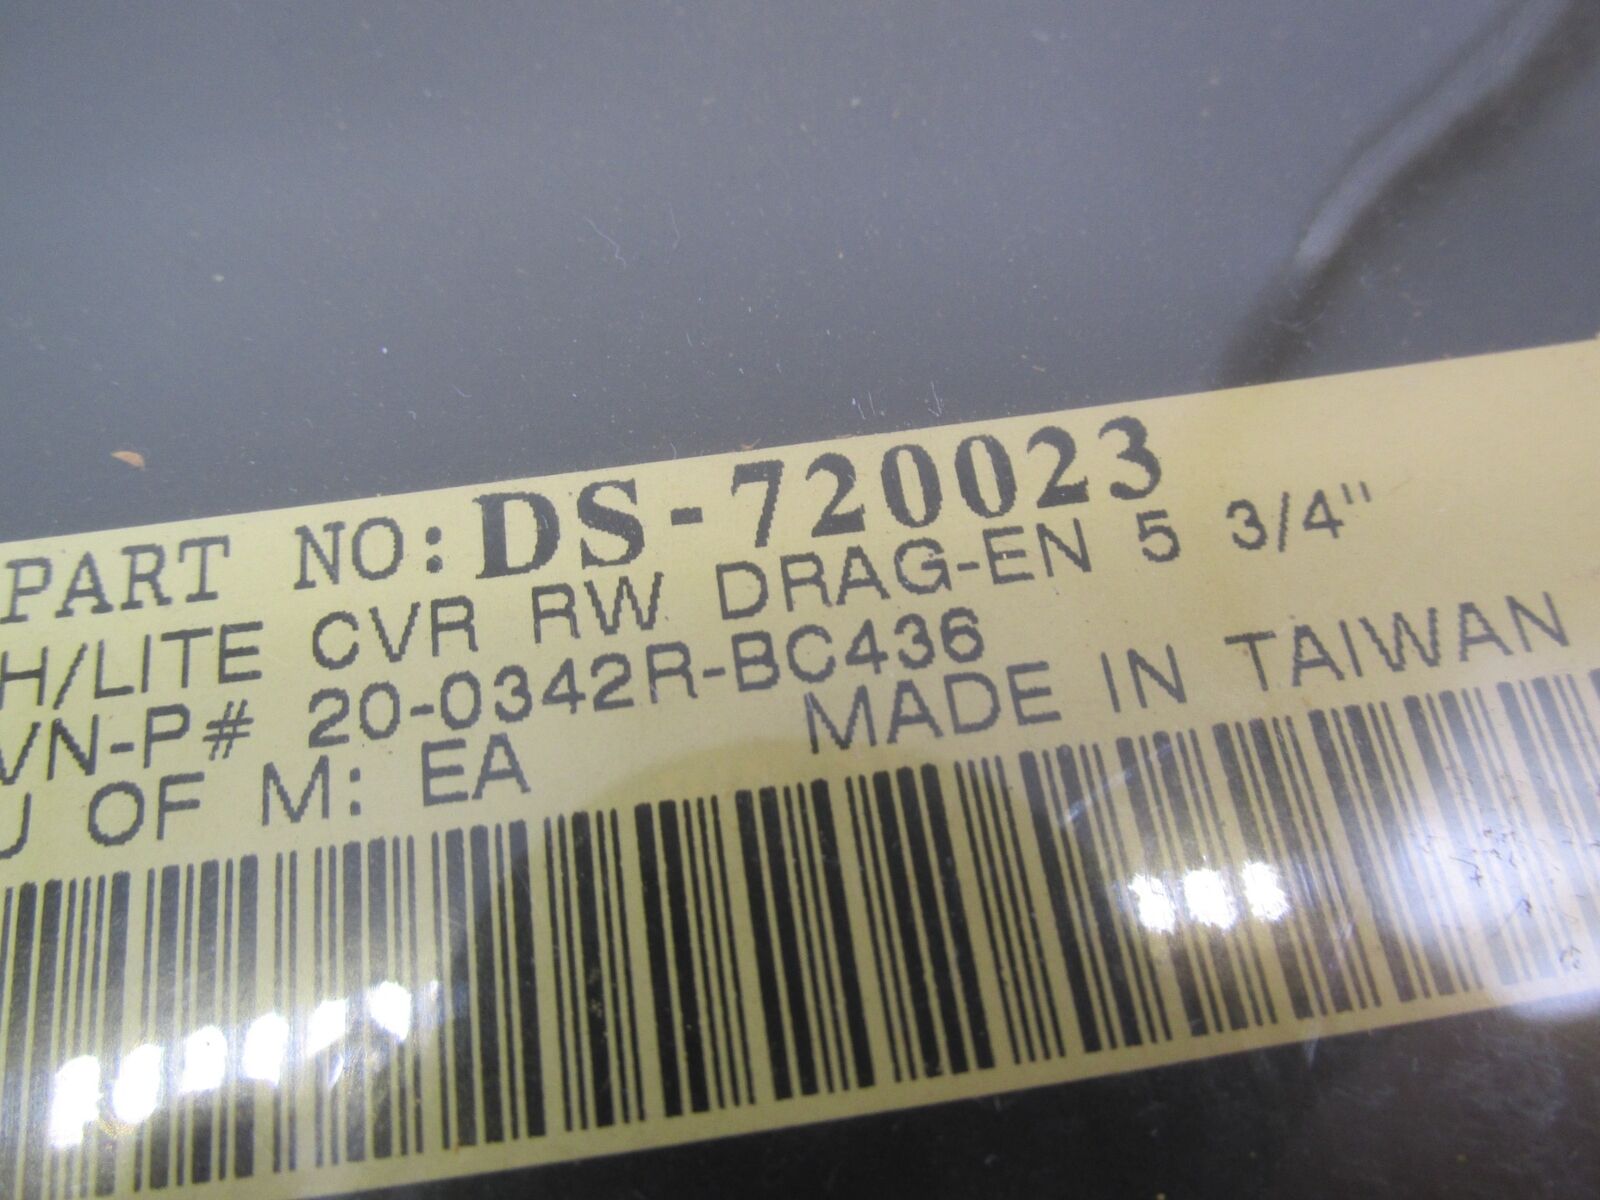 PART NO: DS-720023
H/LITE CVR RW DRAG-EN 5 3/4"
VN-P# 20-0342R-BC436
U OF M: EA MADE IN TAIWAN